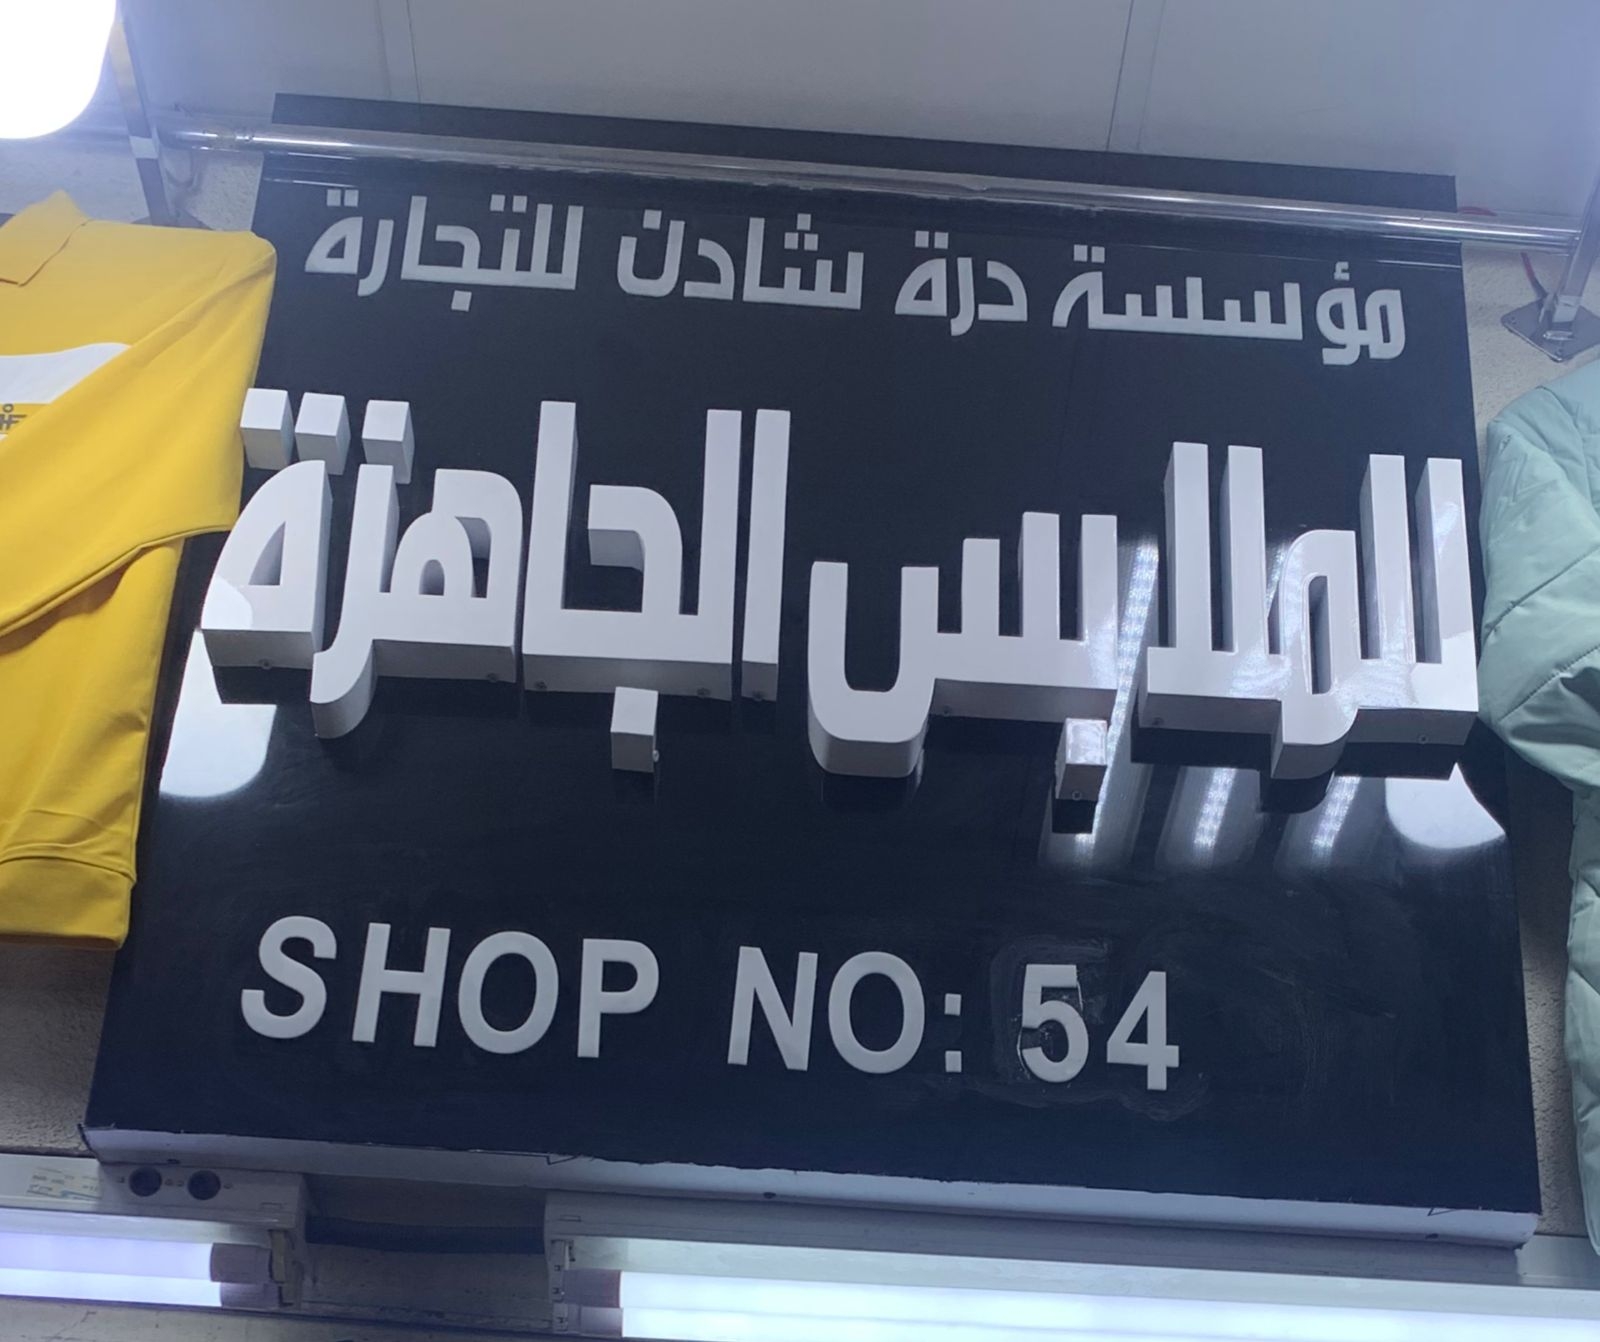 مؤسسة درة شادن للتجارة
للملابس الجاهزة
SHOP NO: 54